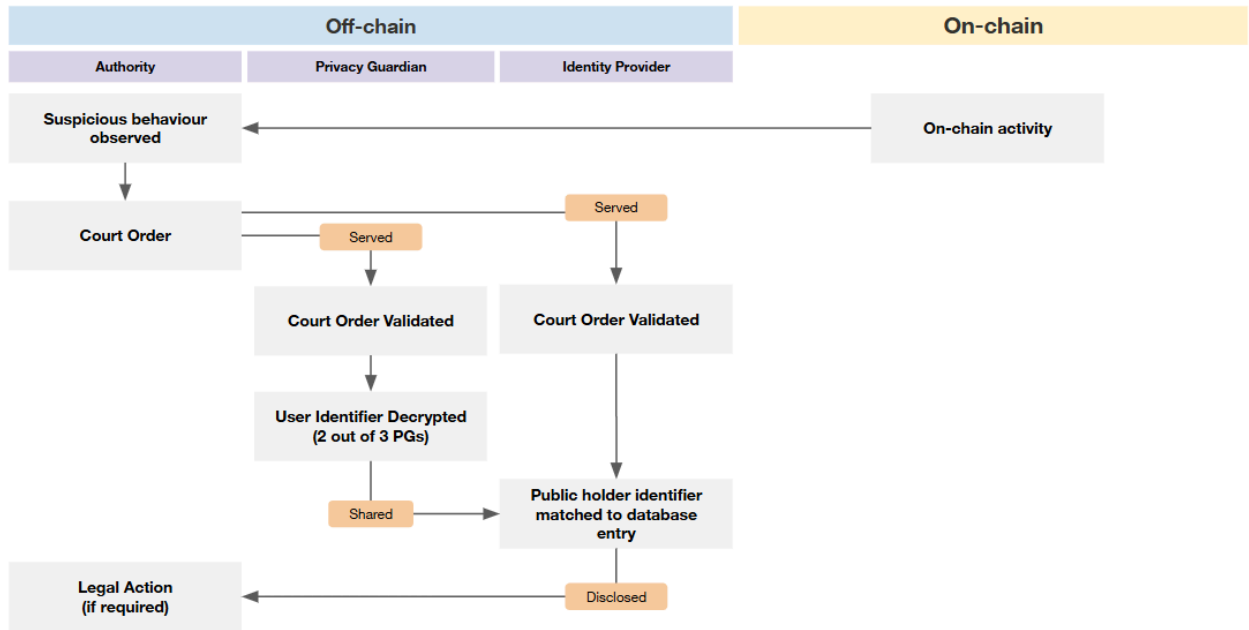 Off-chain
On-chain
Authority
Privacy Guardian
Identity Provider
Suspicious behaviour
observed
On-chain activity
Court Order
Served
Served
Court Order Validated
Court Order Validated
User Identifier Decrypted
(2 out of 3 PGs)
Public holder identifier
matched to database
entry
Shared
Legal Action
(if required)
Disclosed